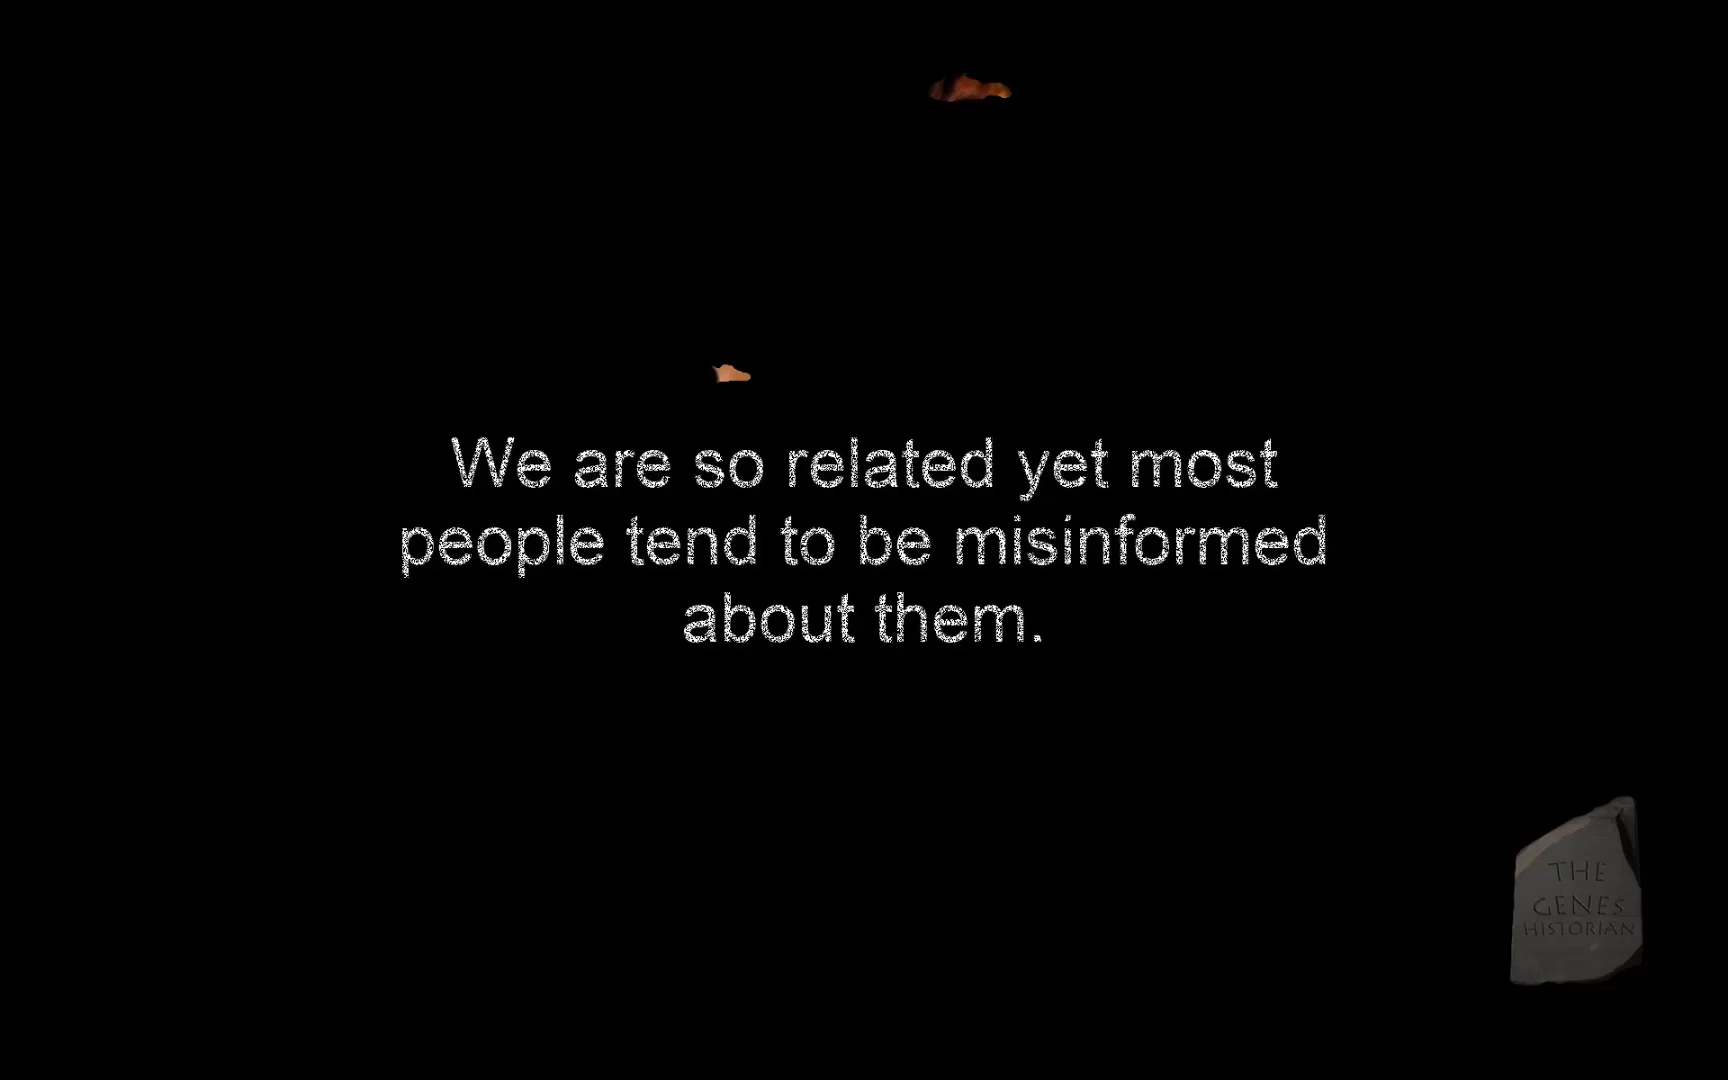 We are so related yet most
people tend to be misinformed
about them.
THE
GENES
HISTORIAN